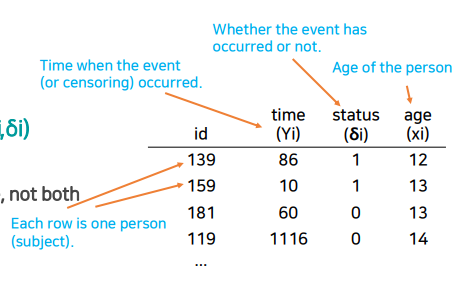 Whether the event has
occurred or not.
Time when the event
(or censoring) occurred.
Age of the person
time status age
id (Yi) (δi) (xi)
,δi)
139 86 1 12
, not both
159 10 1 13
181 60 0 13
Each row is one person
(subject).
119 1116 0 14
...